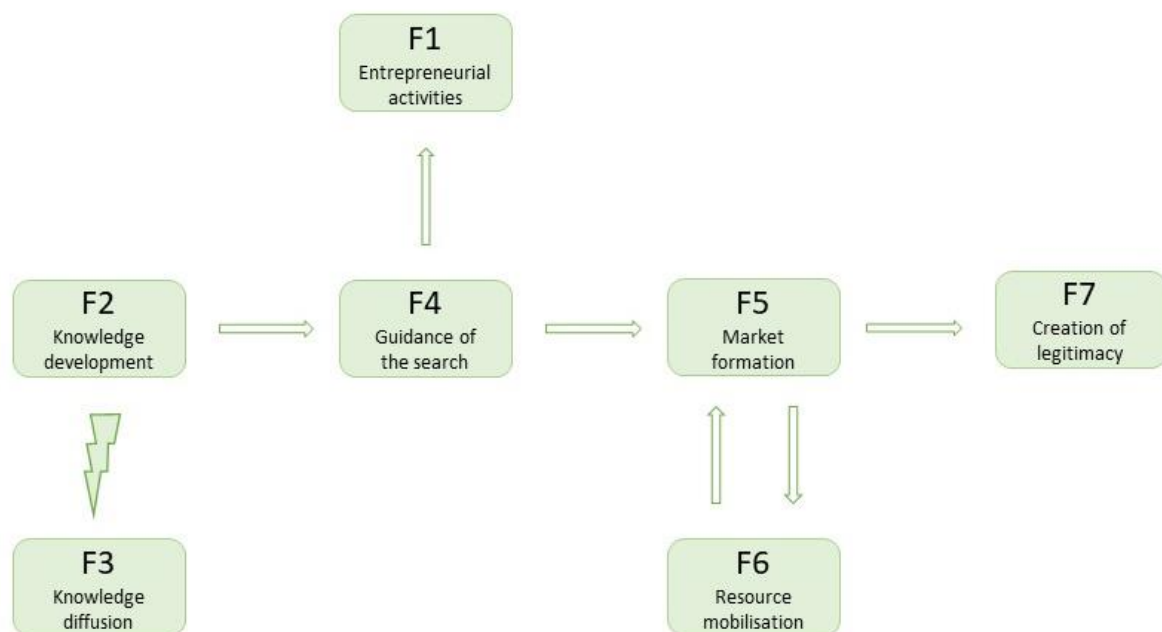 F1
Entrepreneurial
activities
F2
Knowledge
development
F4
Guidance of
the search
F5
Market
formation
F7
Creation of
legitimacy
F3
Knowledge
diffusion
F6
Resource
mobilisation